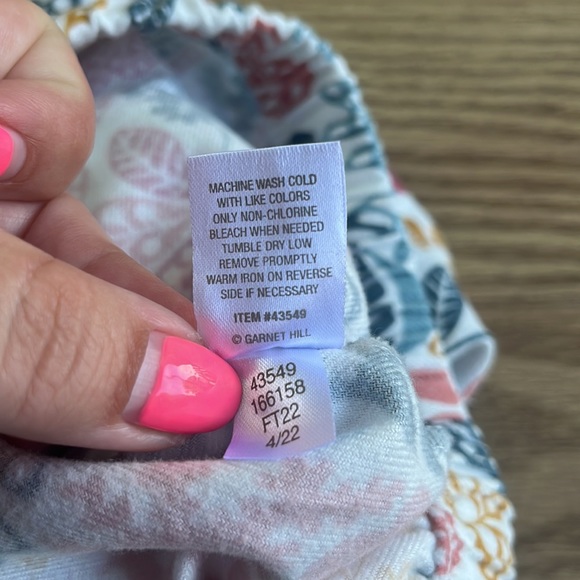 MACHINE WASH COLD
WITH LIKE COLORS
ONLY NON-CHLORINE
BLEACH WHEN NEEDED
TUMBLE DRY LOW
REMOVE PROMPTLY
WARM IRON ON REVERSE
SIDE IF NECESSARY
ITEM #43549
© GARNET HILL
43549
166158
FT22
4/22